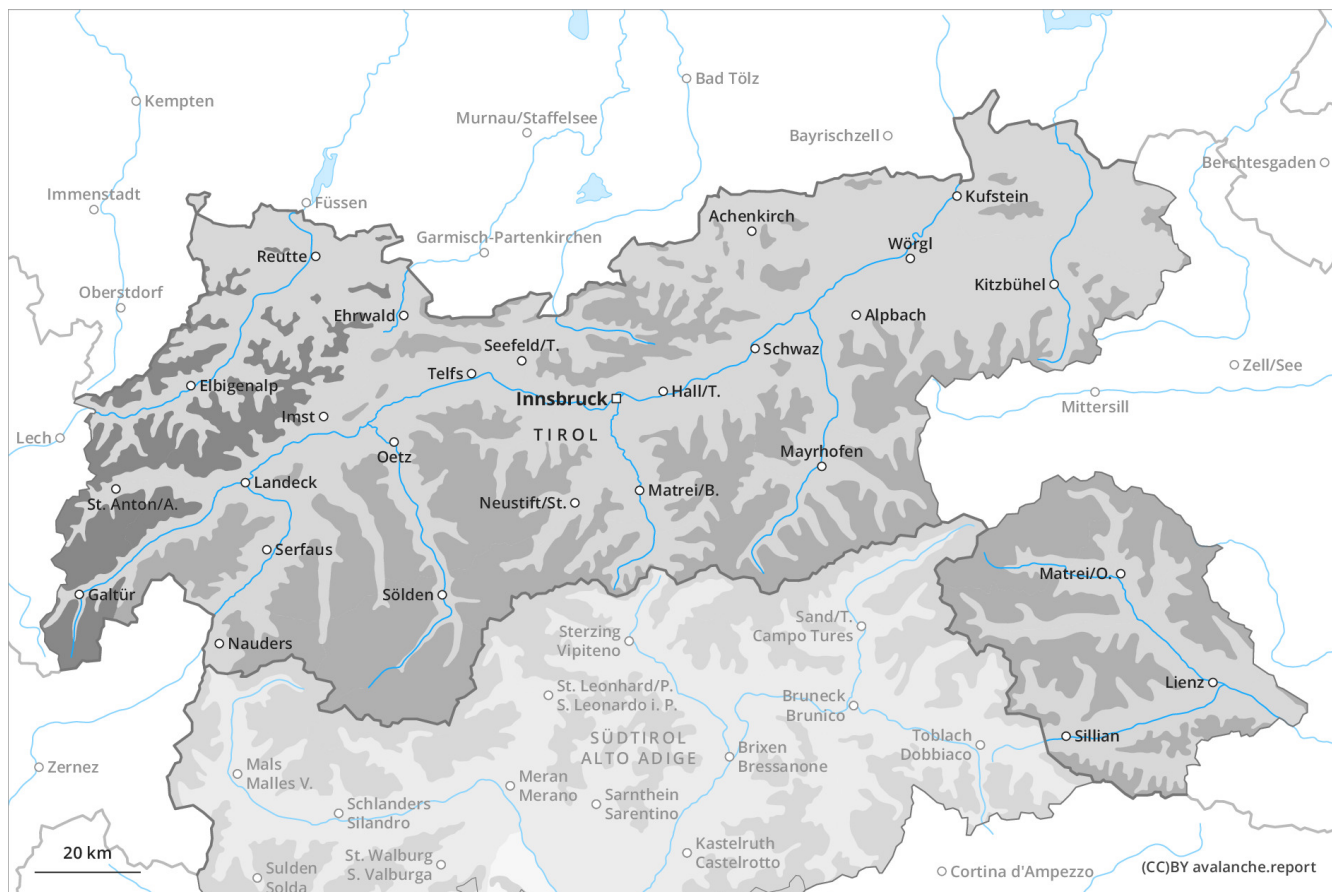 Kempten
Bad Tölz
Murnau/Staffelsee
Bayrischzell
Berchtesgaden
Immenstadt
Füssen
Kufstein
Achenkirch
Garmisch-Partenkirchen
Wörgl
Reutte
Oberstdorf
Kitzbühel
Ehrwald
Alpbach
Seefeld/T.
Schwaz
Zell/See
Telfs
Elbigenalp
Innsbruck
Hall/T.
Mittersill
Imst
TIROL
Lech
Oetz
Mayrhofen
Landeck
Matrei/B.
St. Anton/A.
Neustift/St.
Serfaus
Matrei/O.
Galtür
Sölden
Sand/T.
Campo Tures
Sterzing
Vipiteno
Nauders
Lienz
St. Leonhard/P.
S. Leonardo i. P.
Bruneck
Brunico
SÜDTIROL
ALTO ADIGE
Toblach
Dobbiaco
Sillian
Brixen
Bressanone
Zernez
Mals
Malles V.
Meran
Merano
Schlanders
Silandro
Sarnthein
Sarentino
20 km
St. Walburg
S. Valburga
Kastelruth
Castelrotto
Sulden
Solda
Cortina d'Ampezzo
(CC)BY avalanche.report